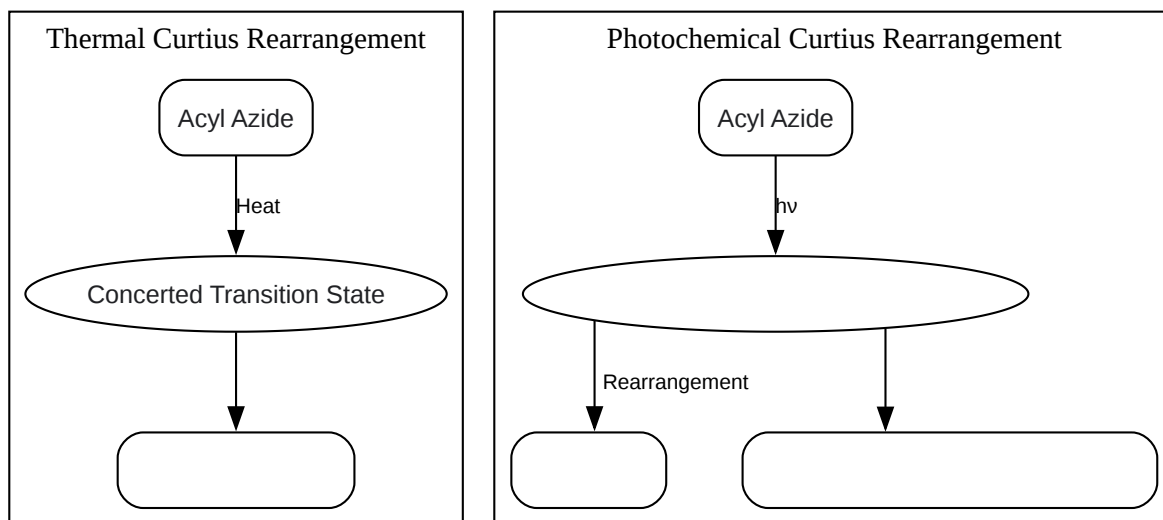 Thermal Curtius Rearrangement
Acyl Azide
Heat
Concerted Transition State
Photochemical Curtius Rearrangement
Acyl Azide
hν
Rearrangement